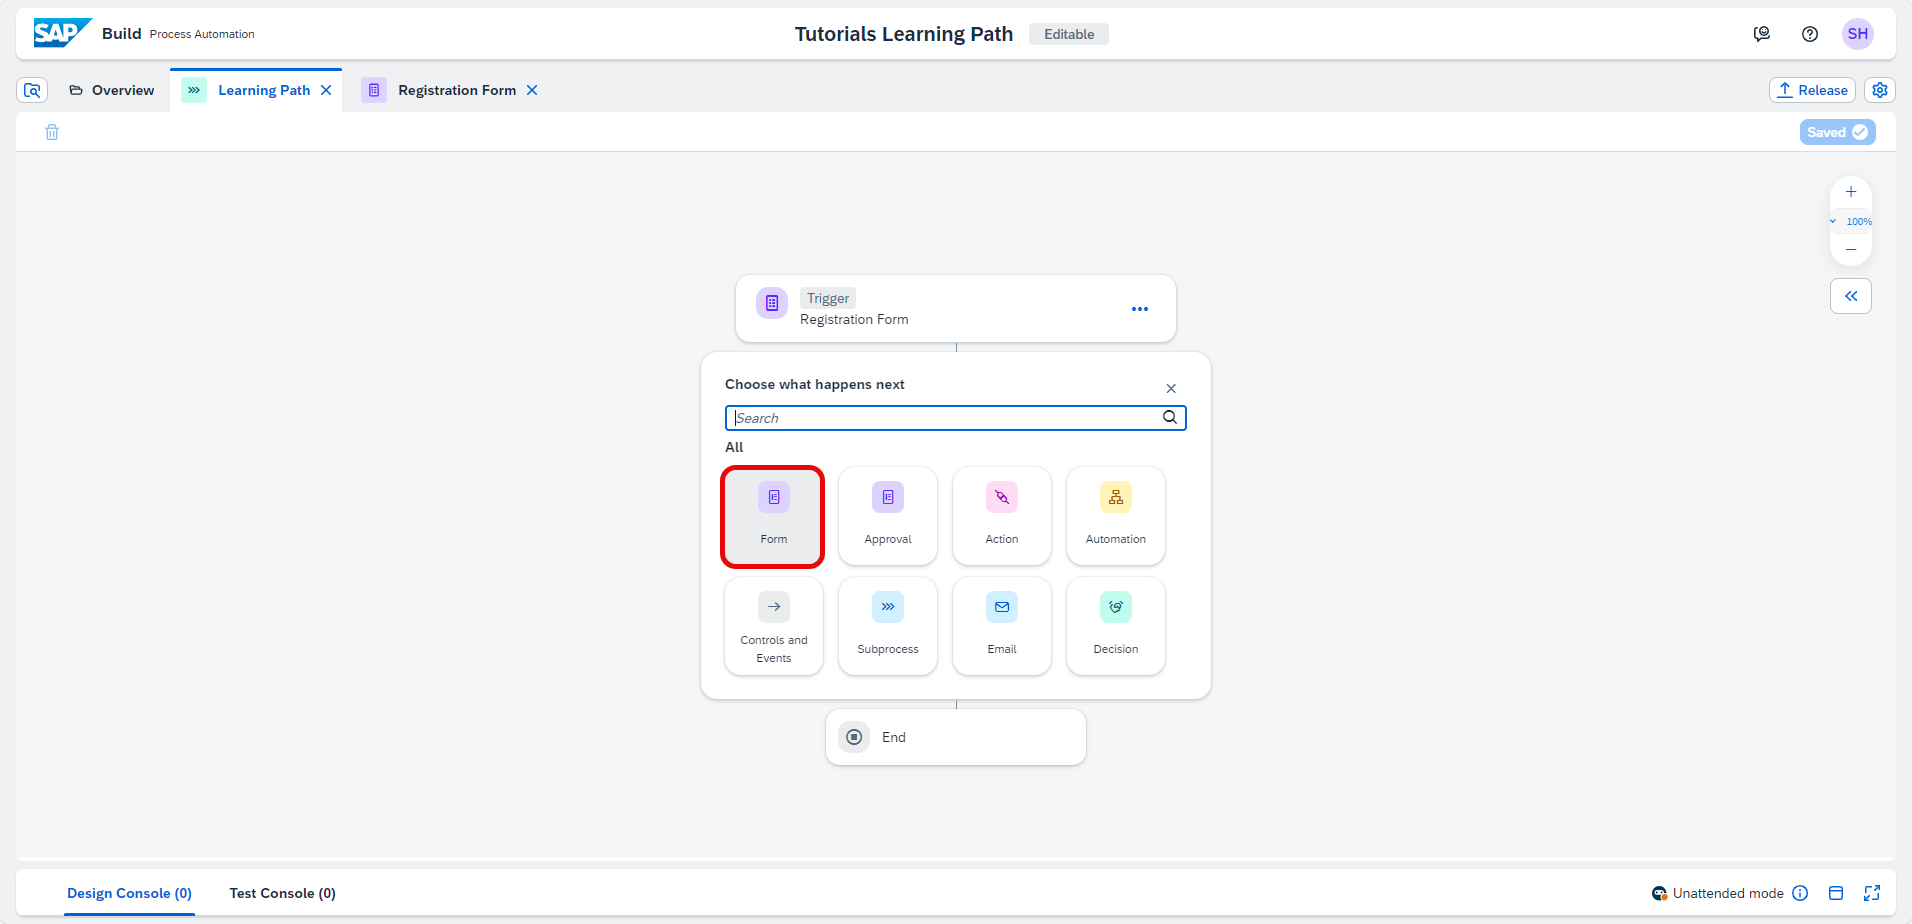 SAP Build Process Automation
Tutorials Learning Path Editable
SH
Overview
Learning Path
Registration Form
Release
Saved
100%
Trigger
Registration Form
Choose what happens next
Search
All
Form
Approval
Action
Automation
Controls and
Events
Subprocess
Email
Decision
End
Design Console (0)
Test Console (0)
Unattended mode